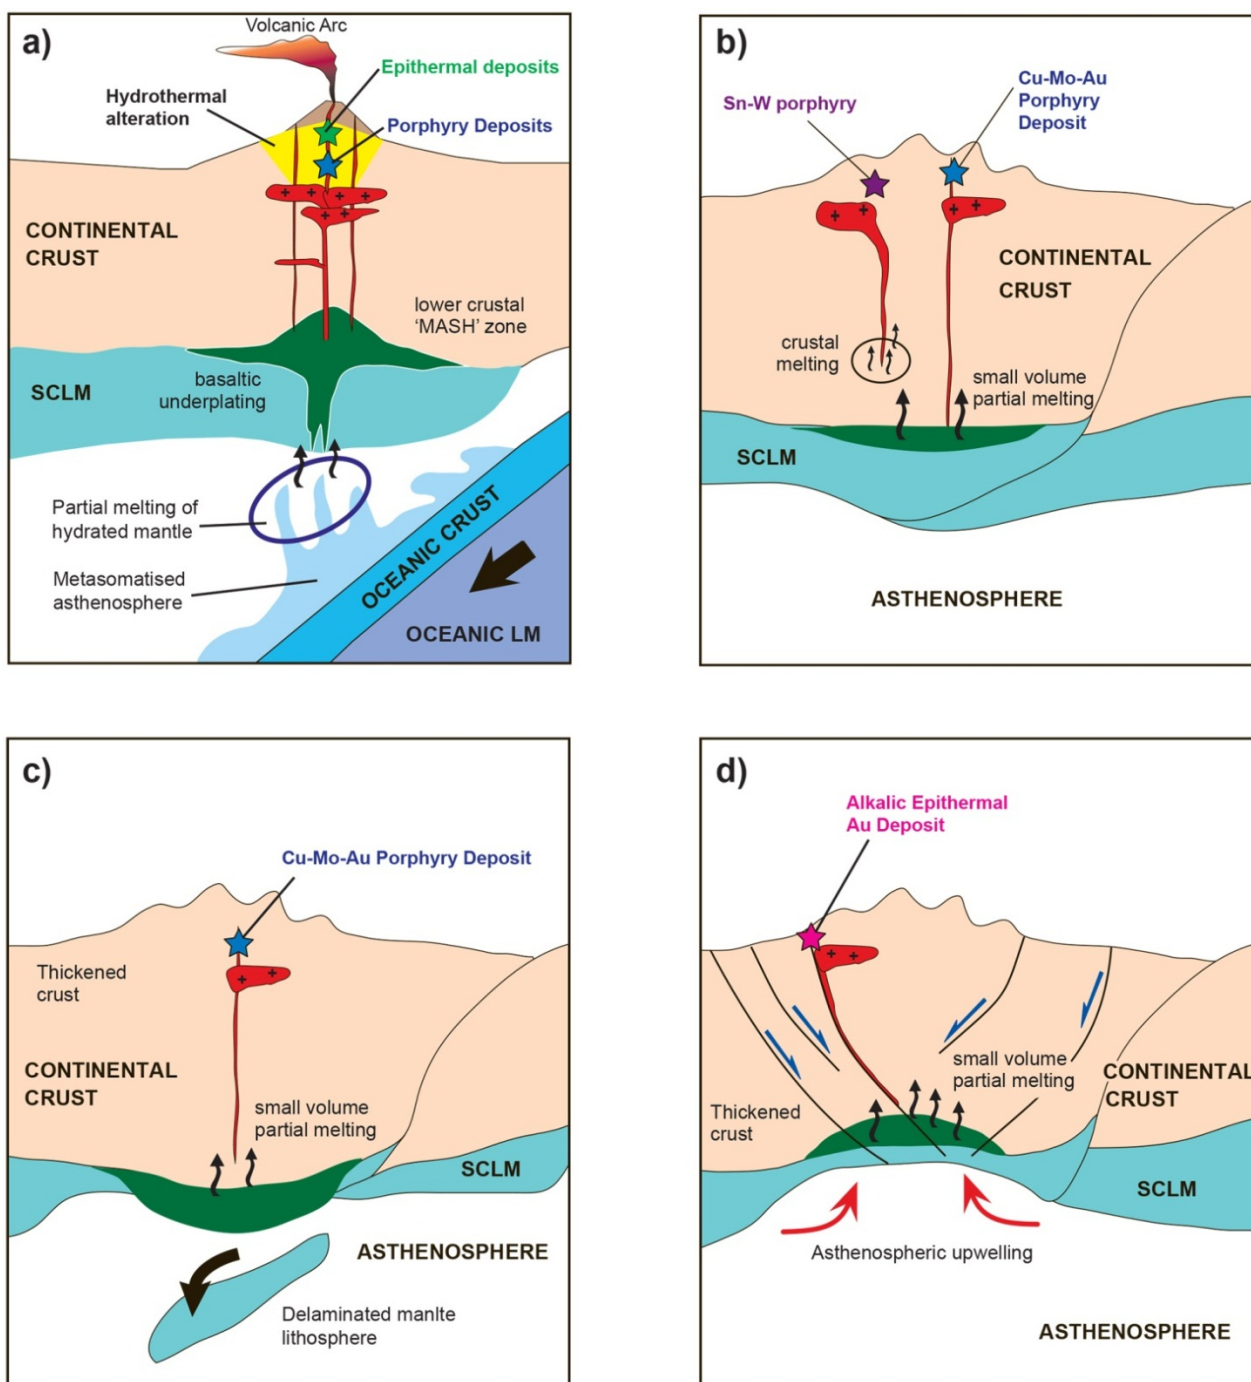 a)
Volcanic Arc
Epithermal deposits
Hydrothermal
alteration
Porphyry Deposits
CONTINENTAL
CRUST
lower crustal
‘MASH’ zone
basaltic
underplating
SCLM
Partial melting of
hydrated mantle
Metasomatised
asthenosphere
OCEANIC CRUST
OCEANIC LM
b)
Sn-W porphyry
Cu-Mo-Au
Porphyry
Deposit
CONTINENTAL
CRUST
crustal
melting
small volume
partial melting
SCLM
ASTHENOSPHERE
c)
Cu-Mo-Au Porphyry Deposit
Thickened
crust
CONTINENTAL
CRUST
small volume
partial melting
SCLM
ASTHENOSPHERE
Delaminated manlte
lithosphere
d)
Alkalic Epithermal
Au Deposit
small volume
partial melting
CONTINENTAL
CRUST
Thickened
crust
SCLM
Asthenospheric upwelling
ASTHENOSPHERE